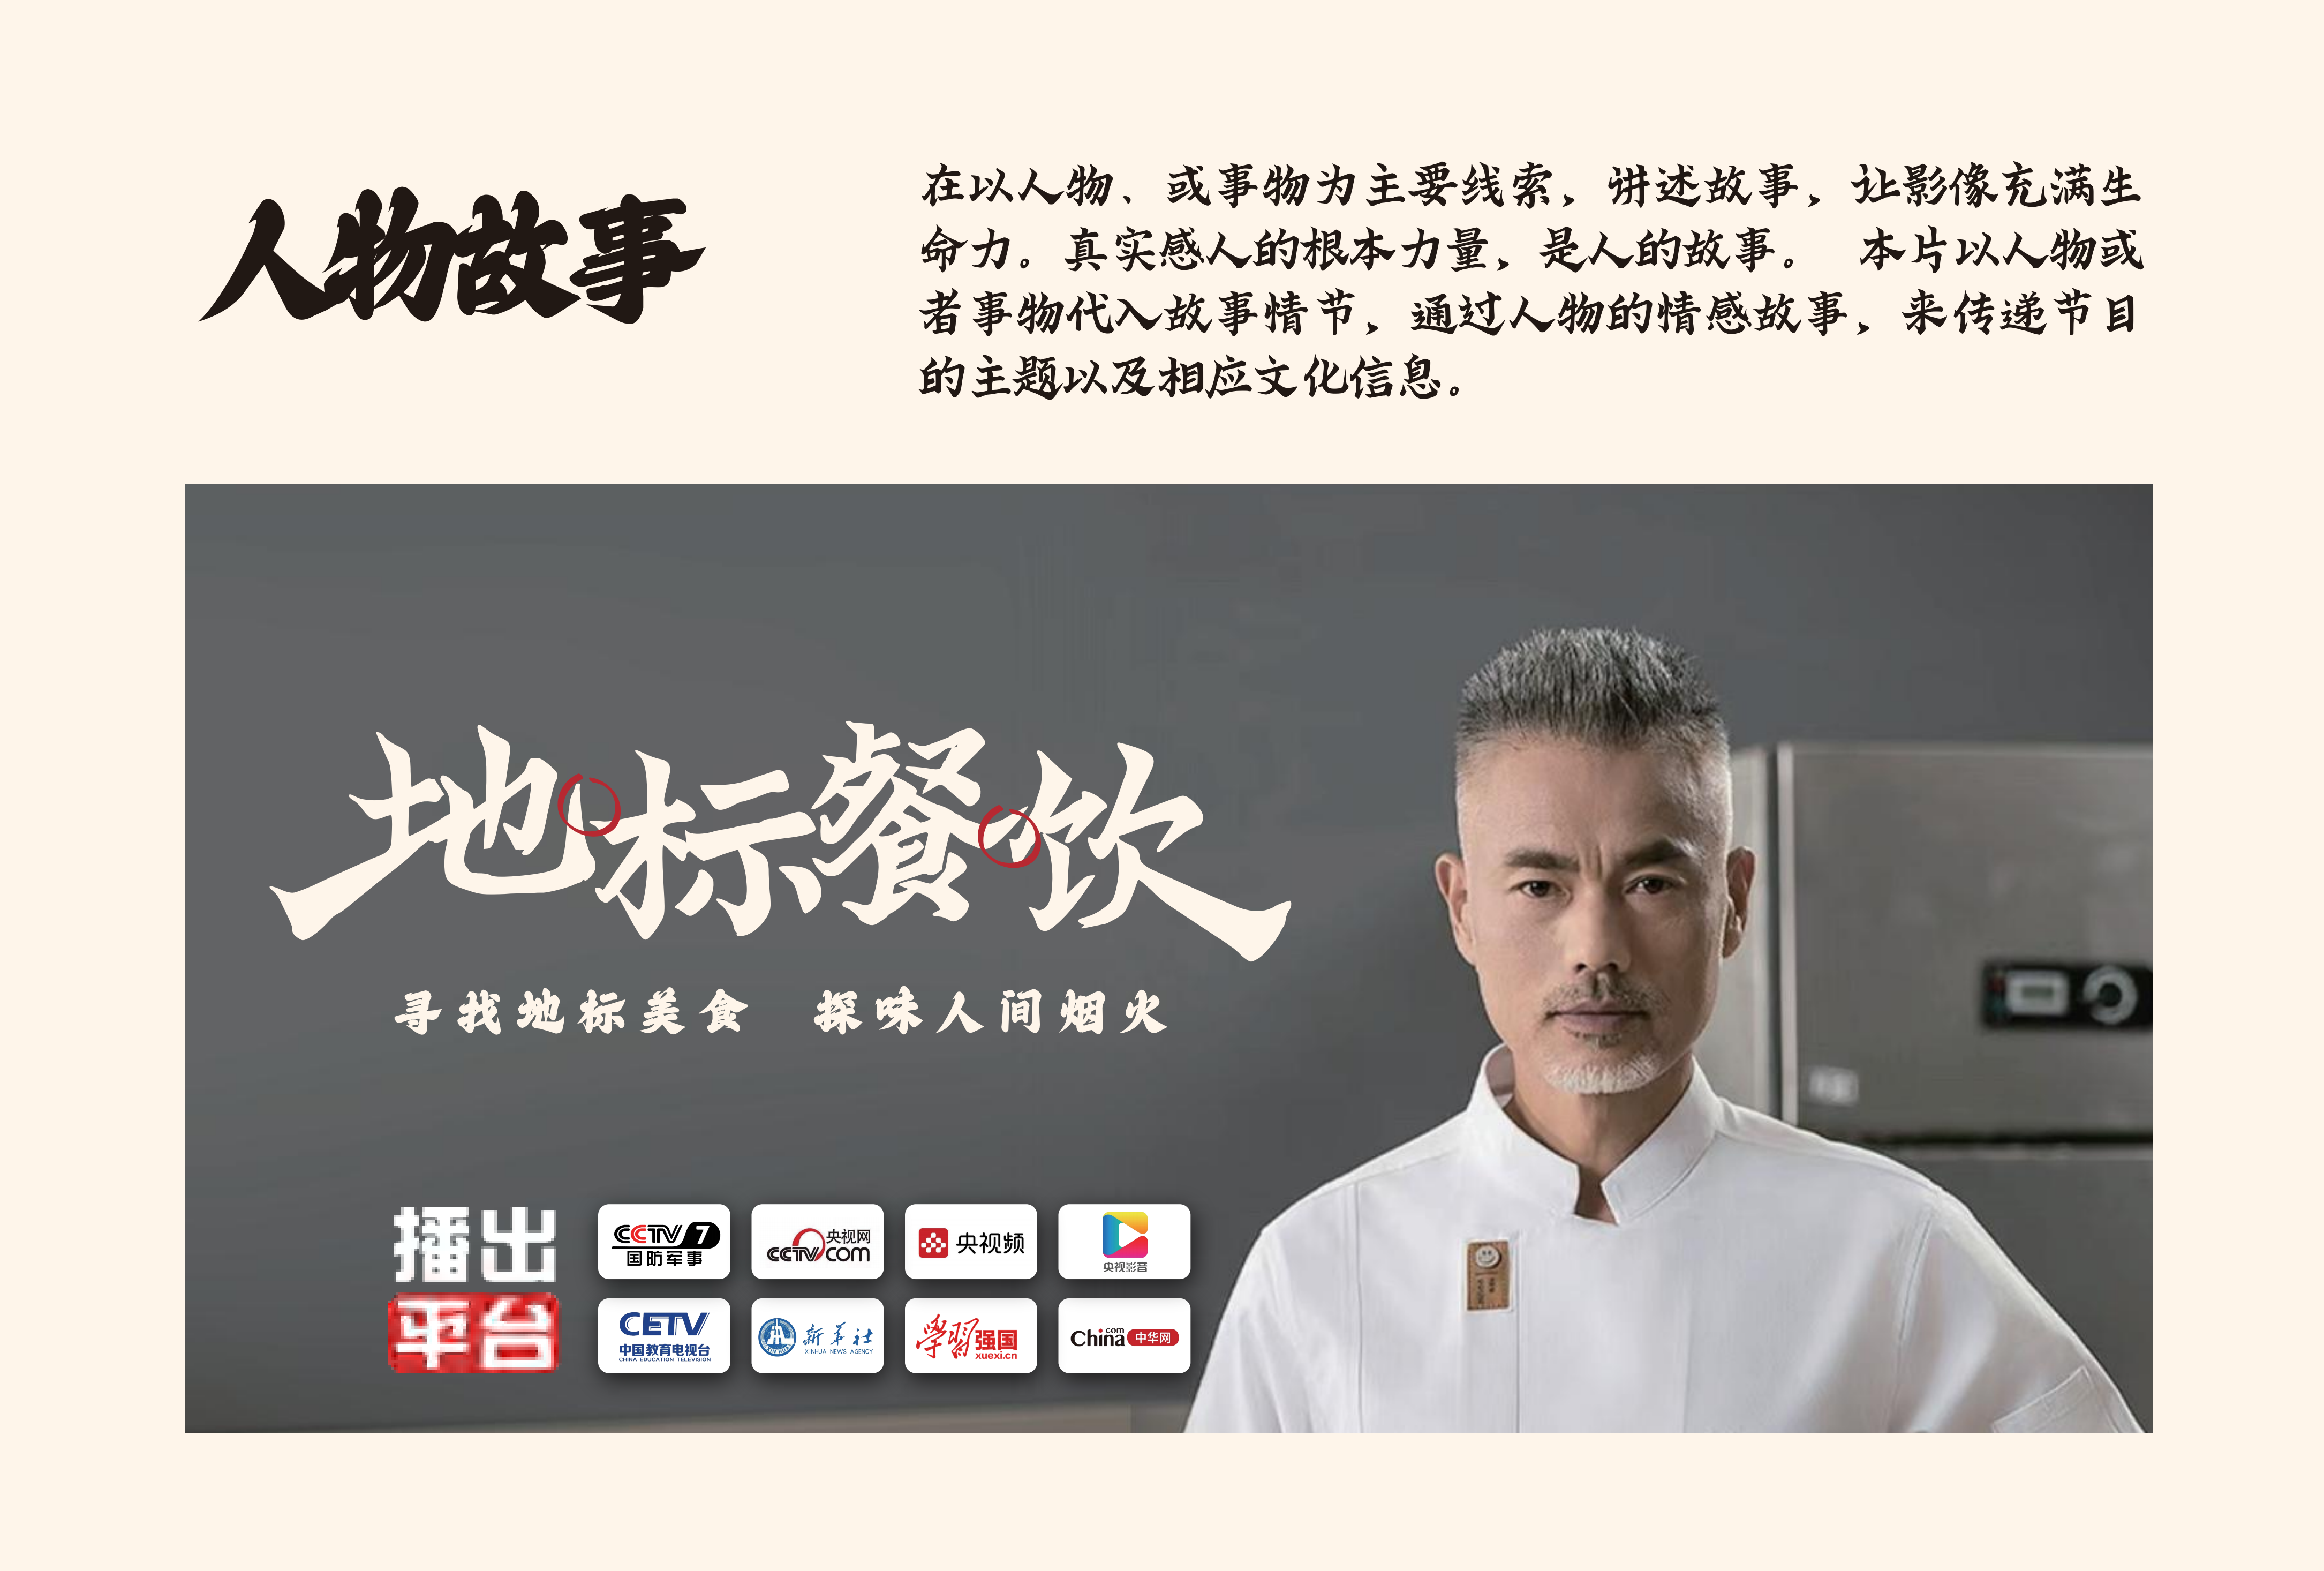 人物故事
在以人物、或事物为主要线索，讲述故事，让影像充满生
命力。真实感人的根本力量，是人的故事。 本片以人物或
者事物代入故事情节，通过人物的情感故事，来传递节目
的主题以及相应文化信息。
地标餐饮
寻找地标美食 探味人间烟火
播出
平台
CCTV 7
国防军事
央视网
CCTV.com
央视频
央视影音
CETV
中国教育电视台
CHINA EDUCATION TELEVISION
新华社
XINHUA NEWS AGENCY
学习强国
xuexi.cn
China.com 中华网